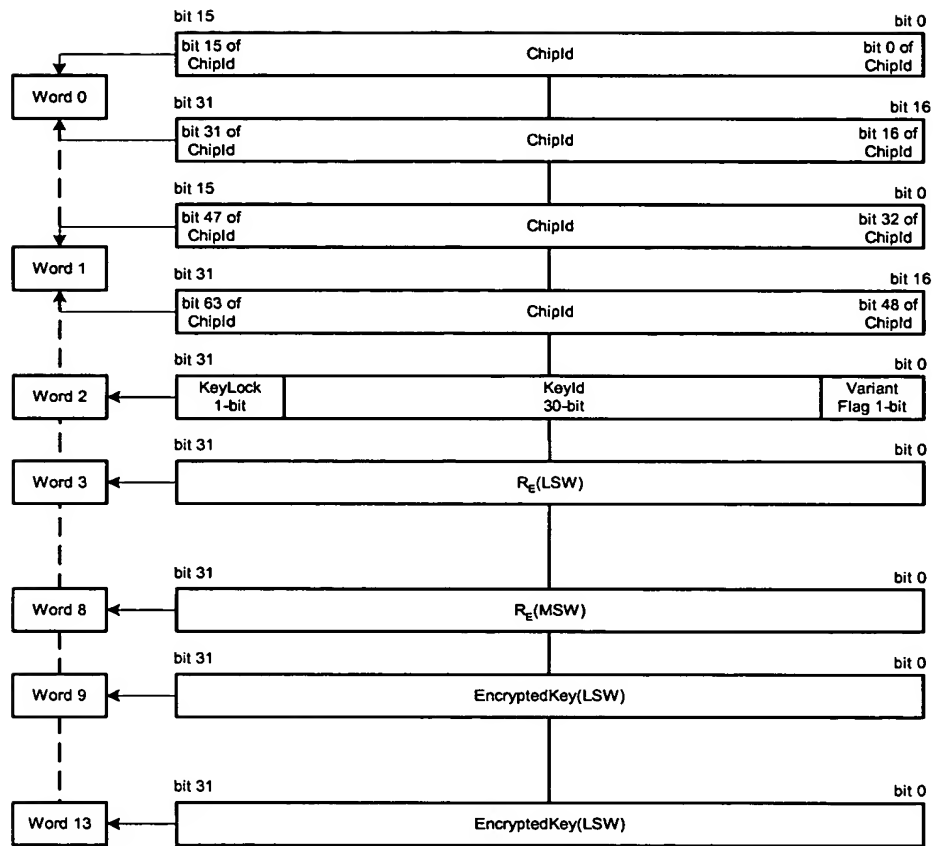 bit 15 bit 0
bit 15 of ChipId bit 0 of
ChipId ChipId
Word 0
bit 31 bit 16
bit 31 of ChipId bit 16 of
ChipId ChipId
bit 15 bit 0
bit 47 of ChipId bit 32 of
ChipId ChipId
Word 1
bit 31 bit 16
bit 63 of ChipId bit 48 of
ChipId ChipId
bit 31 bit 0
Word 2 KeyLock KeyId Variant
1-bit 30-bit Flag 1-bit
bit 31 bit 0
Word 3 RE(LSW)
bit 31 bit 0
Word 8 RE(MSW)
bit 31 bit 0
Word 9 EncryptedKey(LSW)
bit 31 bit 0
Word 13 EncryptedKey(LSW)